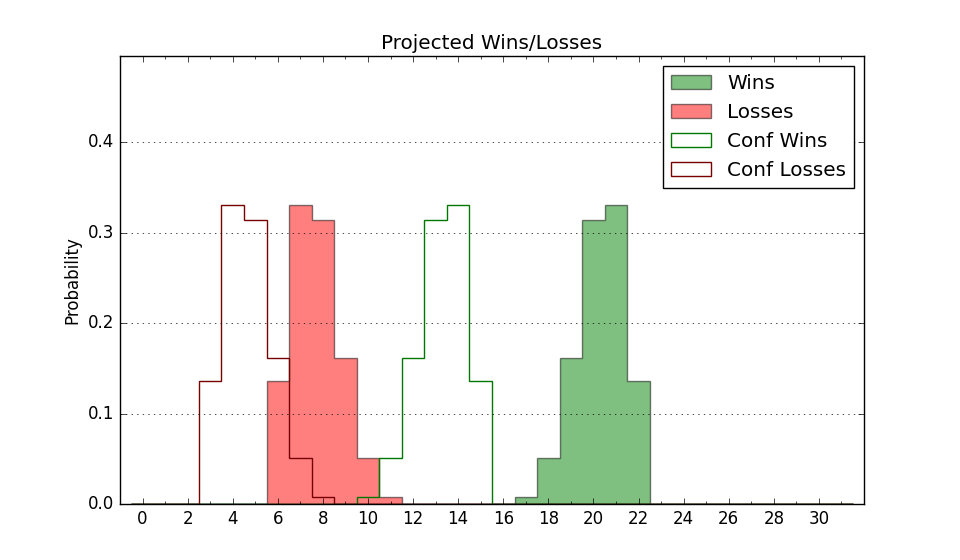 Projected Wins/Losses
Wins
Losses
Conf Wins
Conf Losses
Probability
0.4
0.3
0.2
0.1
0.0
0 2 4 6 8 10 12 14 16 18 20 22 24 26 28 30